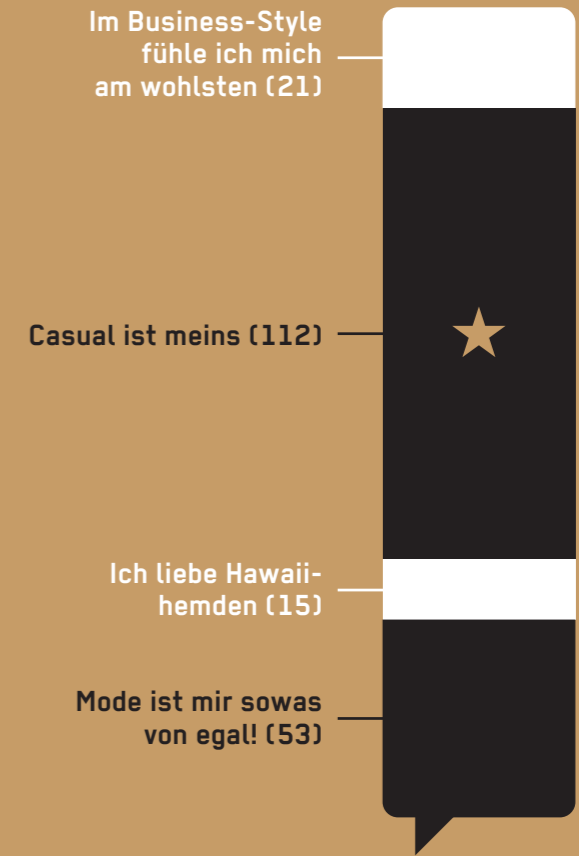 Im Business-Style
fühle ich mich
am wohlsten (21)
Casual ist meins (112)
Ich liebe Hawaii-
hemden (15)
Mode ist mir sowas
von egal! (53)